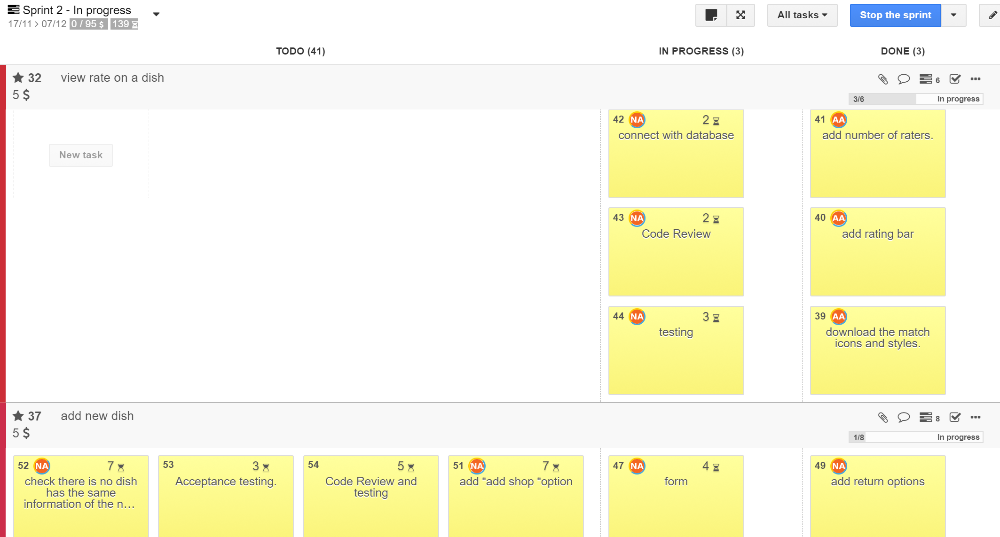 Sprint 2 - In progress
17/11 > 07/12 0 / 95 $ 139
All tasks
Stop the sprint
TODO (41)
IN PROGRESS (3)
DONE (3)
32 view rate on a dish
5 $
6
3/6 In progress
New task
42 NA 2
connect with database
41 AA
add number of raters.
43 NA 2
Code Review
40 AA
add rating bar
44 NA 3
testing
39 AA
download the match
icons and styles.
37 add new dish
5 $
8
1/8 In progress
52 NA 7
check there is no dish
has the same
information of the n...
53 3
Acceptance testing.
54 5
Code Review and
testing
51 NA 7
add “add shop “option
47 NA 4
form
49 NA
add return options